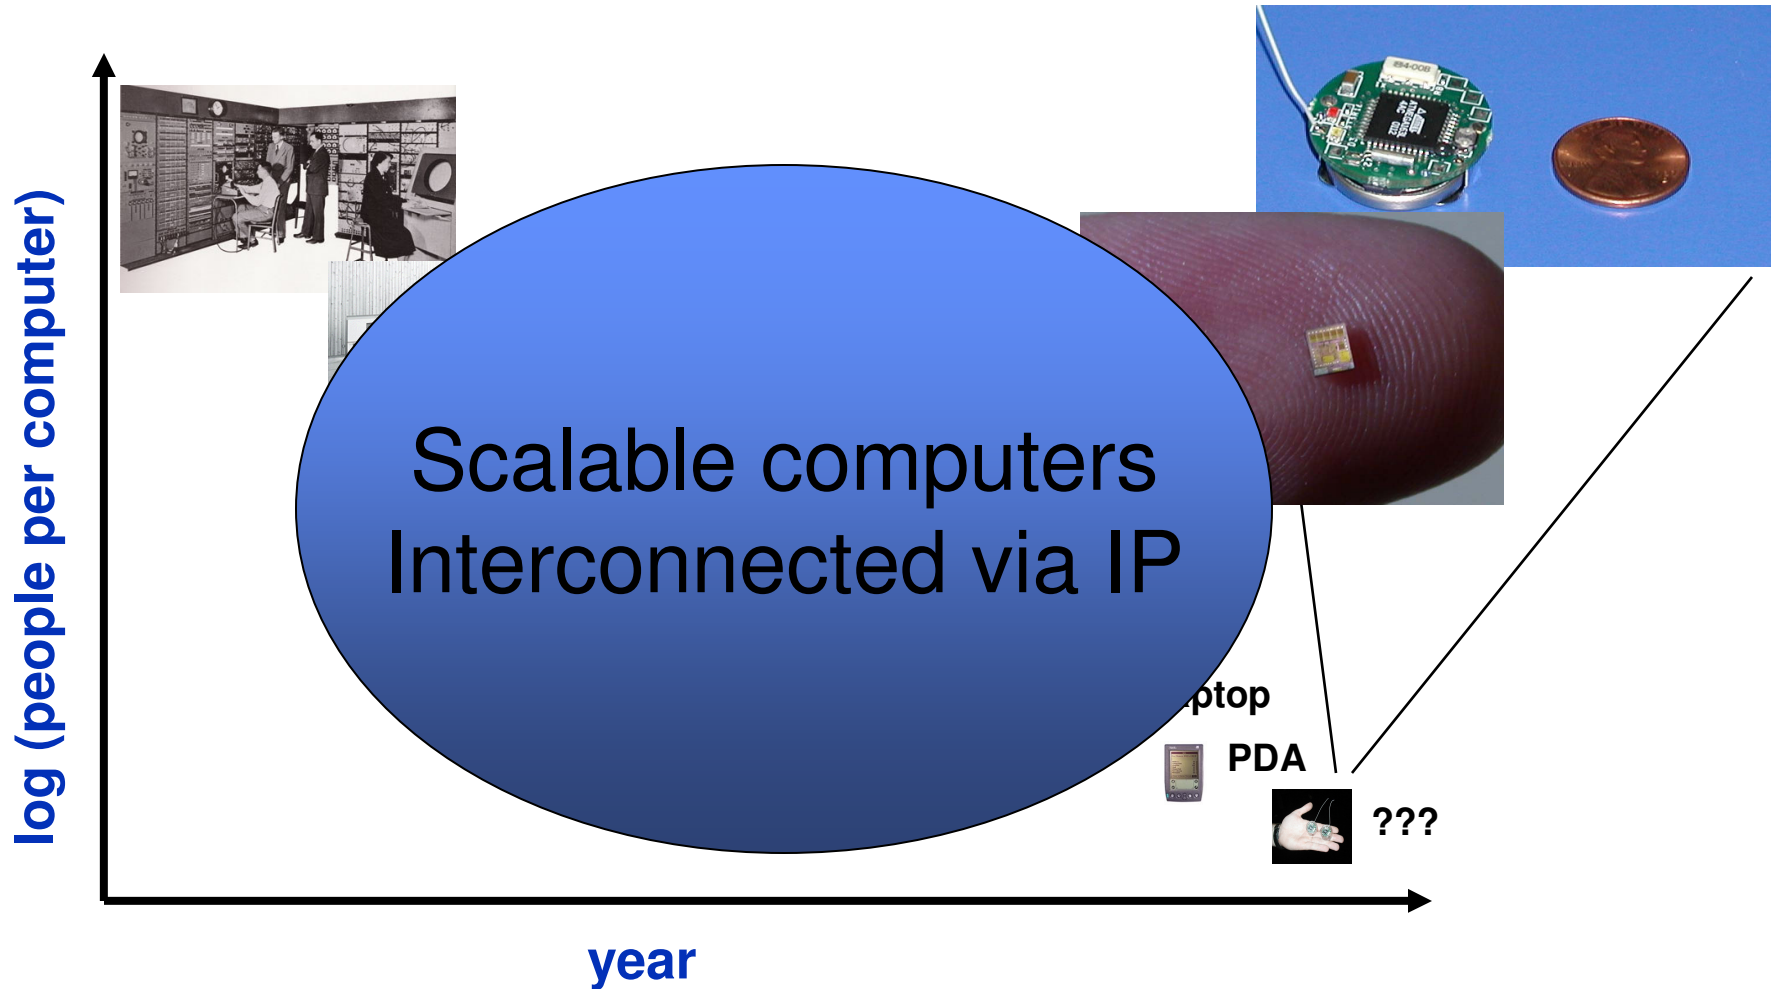 log (people per computer)
Scalable computers
Interconnected via IP
ptop
PDA
???
year